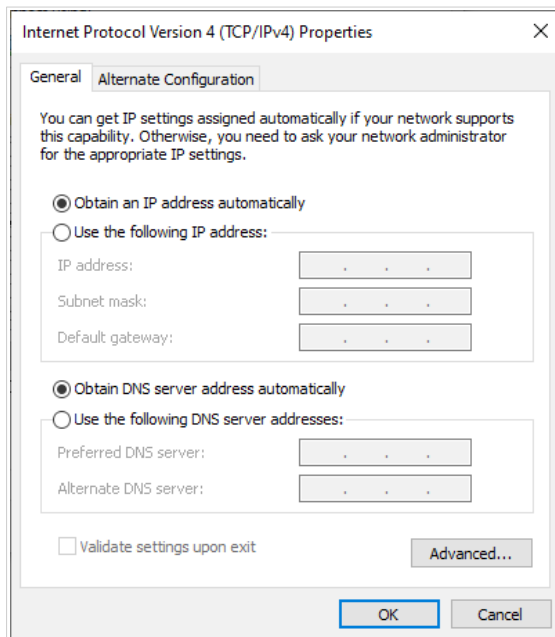 Internet Protocol Version 4 (TCP/IPv4) Properties
General
Alternate Configuration
You can get IP settings assigned automatically if your network supports
this capability. Otherwise, you need to ask your network administrator
for the appropriate IP settings.
Obtain an IP address automatically
Use the following IP address:
IP address:
Subnet mask:
Default gateway:
Obtain DNS server address automatically
Use the following DNS server addresses:
Preferred DNS server:
Alternate DNS server:
Validate settings upon exit
Advanced...
OK
Cancel